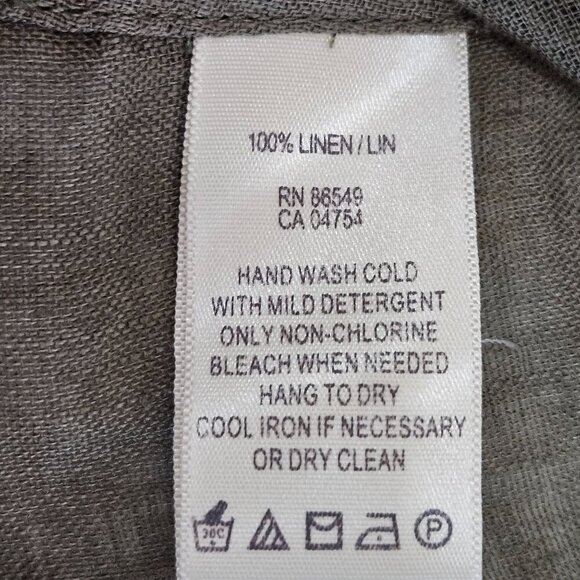 100% LINEN / LIN
RN 86549
CA 04754
HAND WASH COLD
WITH MILD DETERGENT
ONLY NON-CHLORINE
BLEACH WHEN NEEDED
HANG TO DRY
COOL IRON IF NECESSARY
OR DRY CLEAN
30C P